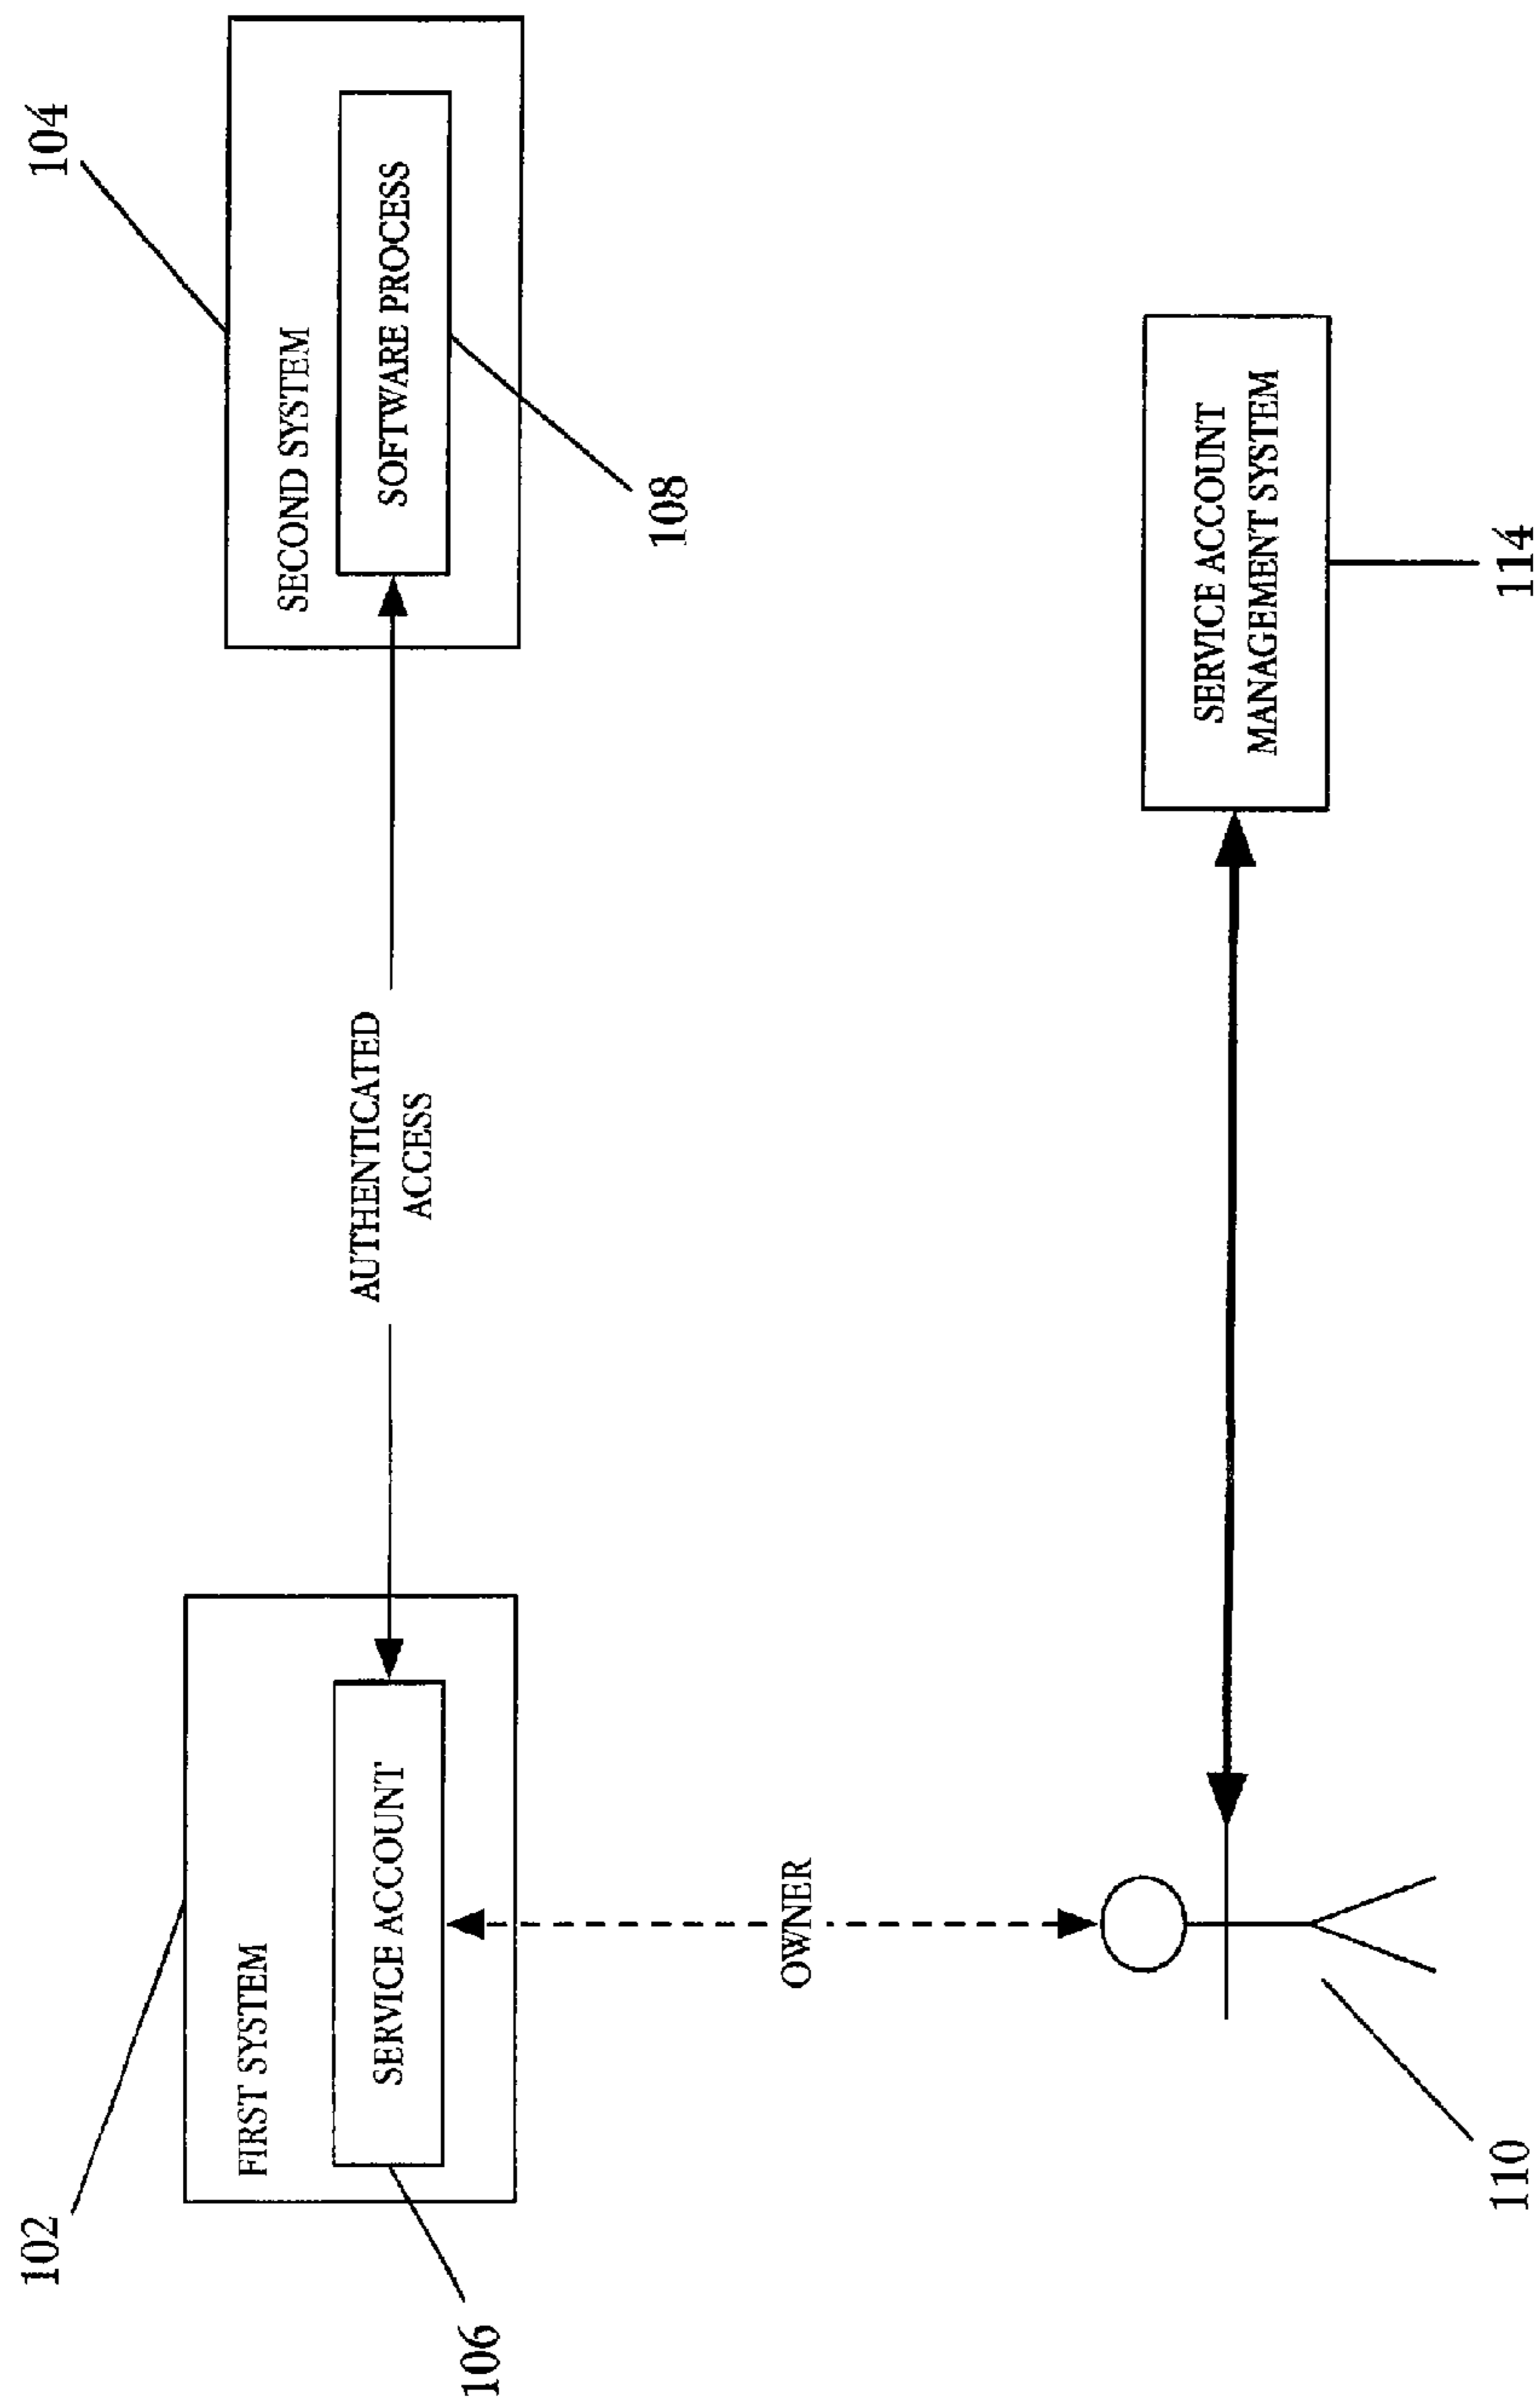 102
104
FIRST SYSTEM
SECOND SYSTEM
SERVICE ACCOUNT
AUTHENTICATED
ACCESS
SOFTWARE PROCESS
106
108
OWNER
SERVICE ACCOUNT
MANAGEMENT SYSTEM
110
114